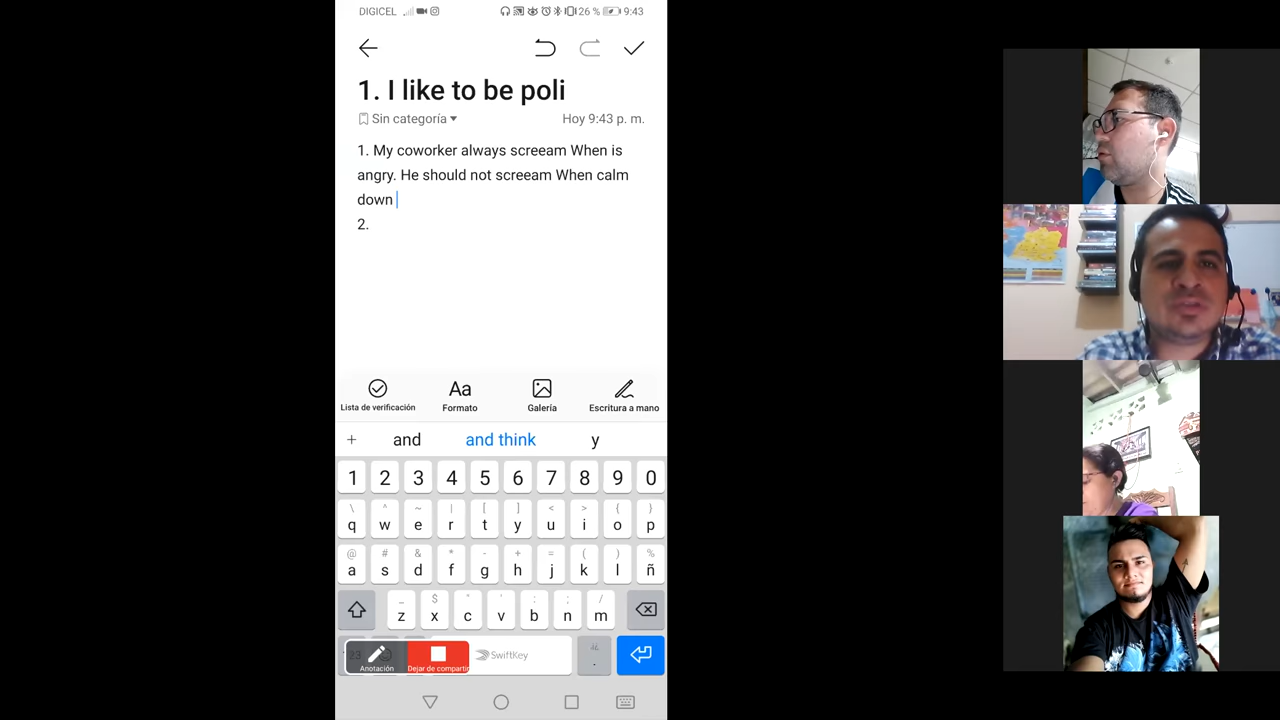 DIGICEL 26 % 9:43
1. I like to be poli
Sin categoría Hoy 9:43 p. m.
1. My coworker always screeam When is
angry. He should not screeam When calm
down
2.
Lista de verificación Formato Galería Escritura a mano
Aa
+ and and think y
1 2 3 4 5 6 7 8 9 0
\ ^ ~ | [ ] < > { }
q w e r t y u i o p
@ # & * - + = ( ) %
a s d f g h j k l ñ
_ $ " ' : ; /
z x c v b n m
Anotación Dejar de compartir SwiftKey .